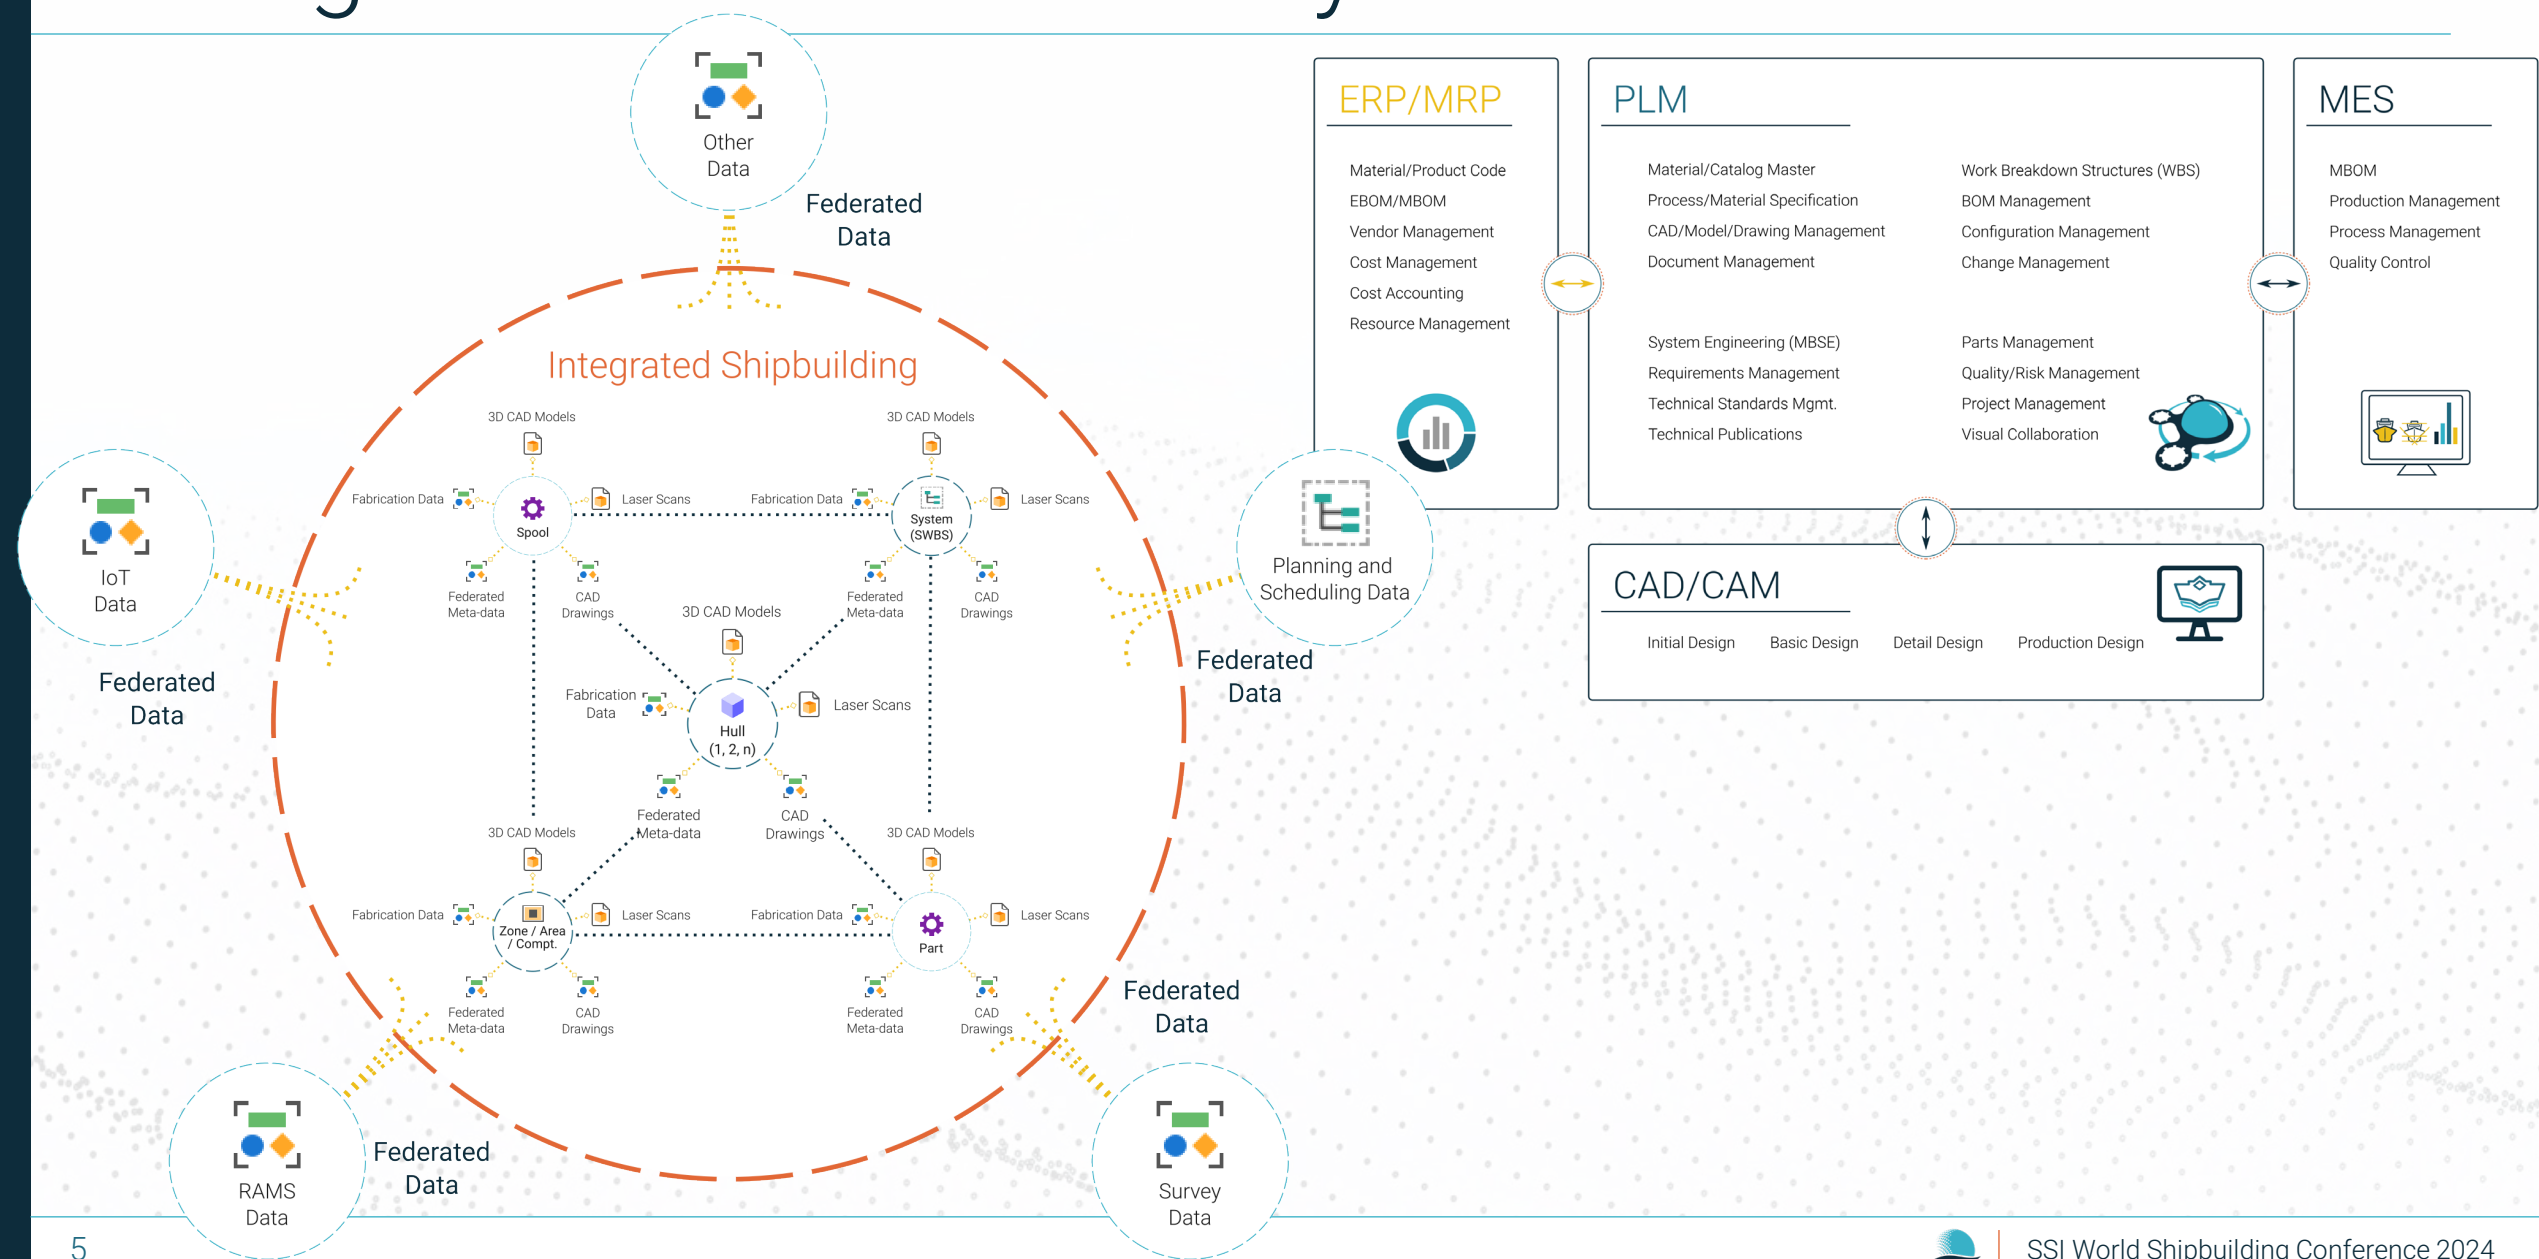 Other
Data
Federated
Data
Integrated Shipbuilding
3D CAD Models
Fabrication Data
Spool
Laser Scans
Federated
Meta-data
CAD
Drawings
3D CAD Models
Fabrication Data
System
(SWBS)
Laser Scans
Federated
Meta-data
CAD
Drawings
3D CAD Models
Fabrication
Data
Hull
(1, 2, n)
Laser Scans
Federated
Meta-data
CAD
Drawings
3D CAD Models
Fabrication Data
Zone / Area
/ Compt.
Laser Scans
Federated
Meta-data
CAD
Drawings
3D CAD Models
Fabrication Data
Part
Laser Scans
Federated
Meta-data
CAD
Drawings
IoT
Data
Federated
Data
Planning and
Scheduling Data
Federated
Data
RAMS
Data
Federated
Data
Survey
Data
Federated
Data
ERP/MRP
Material/Product Code
EBOM/MBOM
Vendor Management
Cost Management
Cost Accounting
Resource Management
PLM
Material/Catalog Master
Process/Material Specification
CAD/Model/Drawing Management
Document Management
System Engineering (MBSE)
Requirements Management
Technical Standards Mgmt.
Technical Publications
Work Breakdown Structures (WBS)
BOM Management
Configuration Management
Change Management
Parts Management
Quality/Risk Management
Project Management
Visual Collaboration
MES
MBOM
Production Management
Process Management
Quality Control
CAD/CAM
Initial Design
Basic Design
Detail Design
Production Design
5
SSI World Shipbuilding Conference 2024